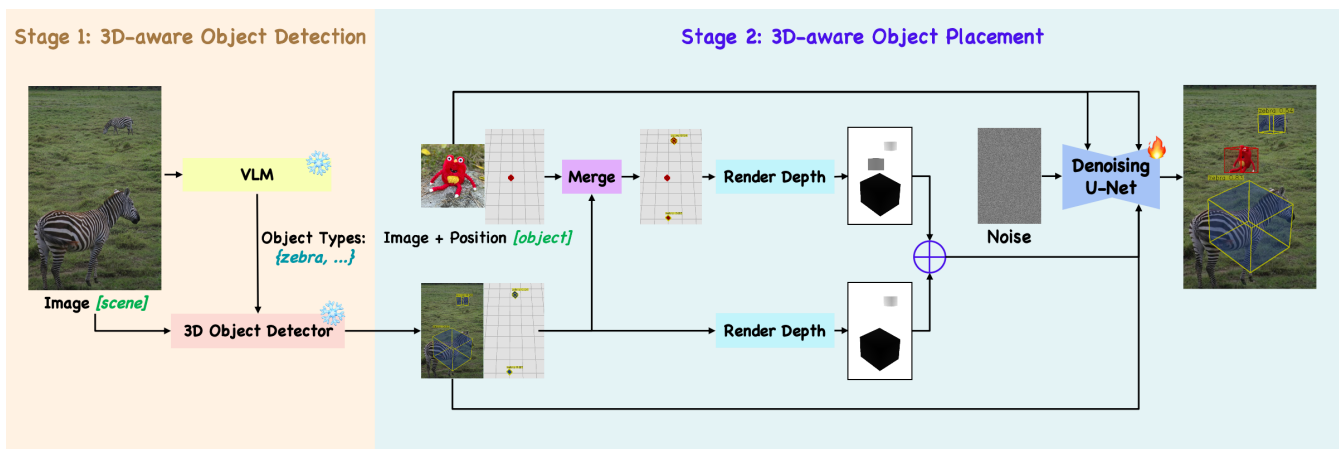 Stage 1: 3D-aware Object Detection
Stage 2: 3D-aware Object Placement
VLM
Object Types:
{zebra, ...}
Image [scene]
3D Object Detector
Image + Position [object]
Merge
Render Depth
Render Depth
Noise
Denoising
U-Net